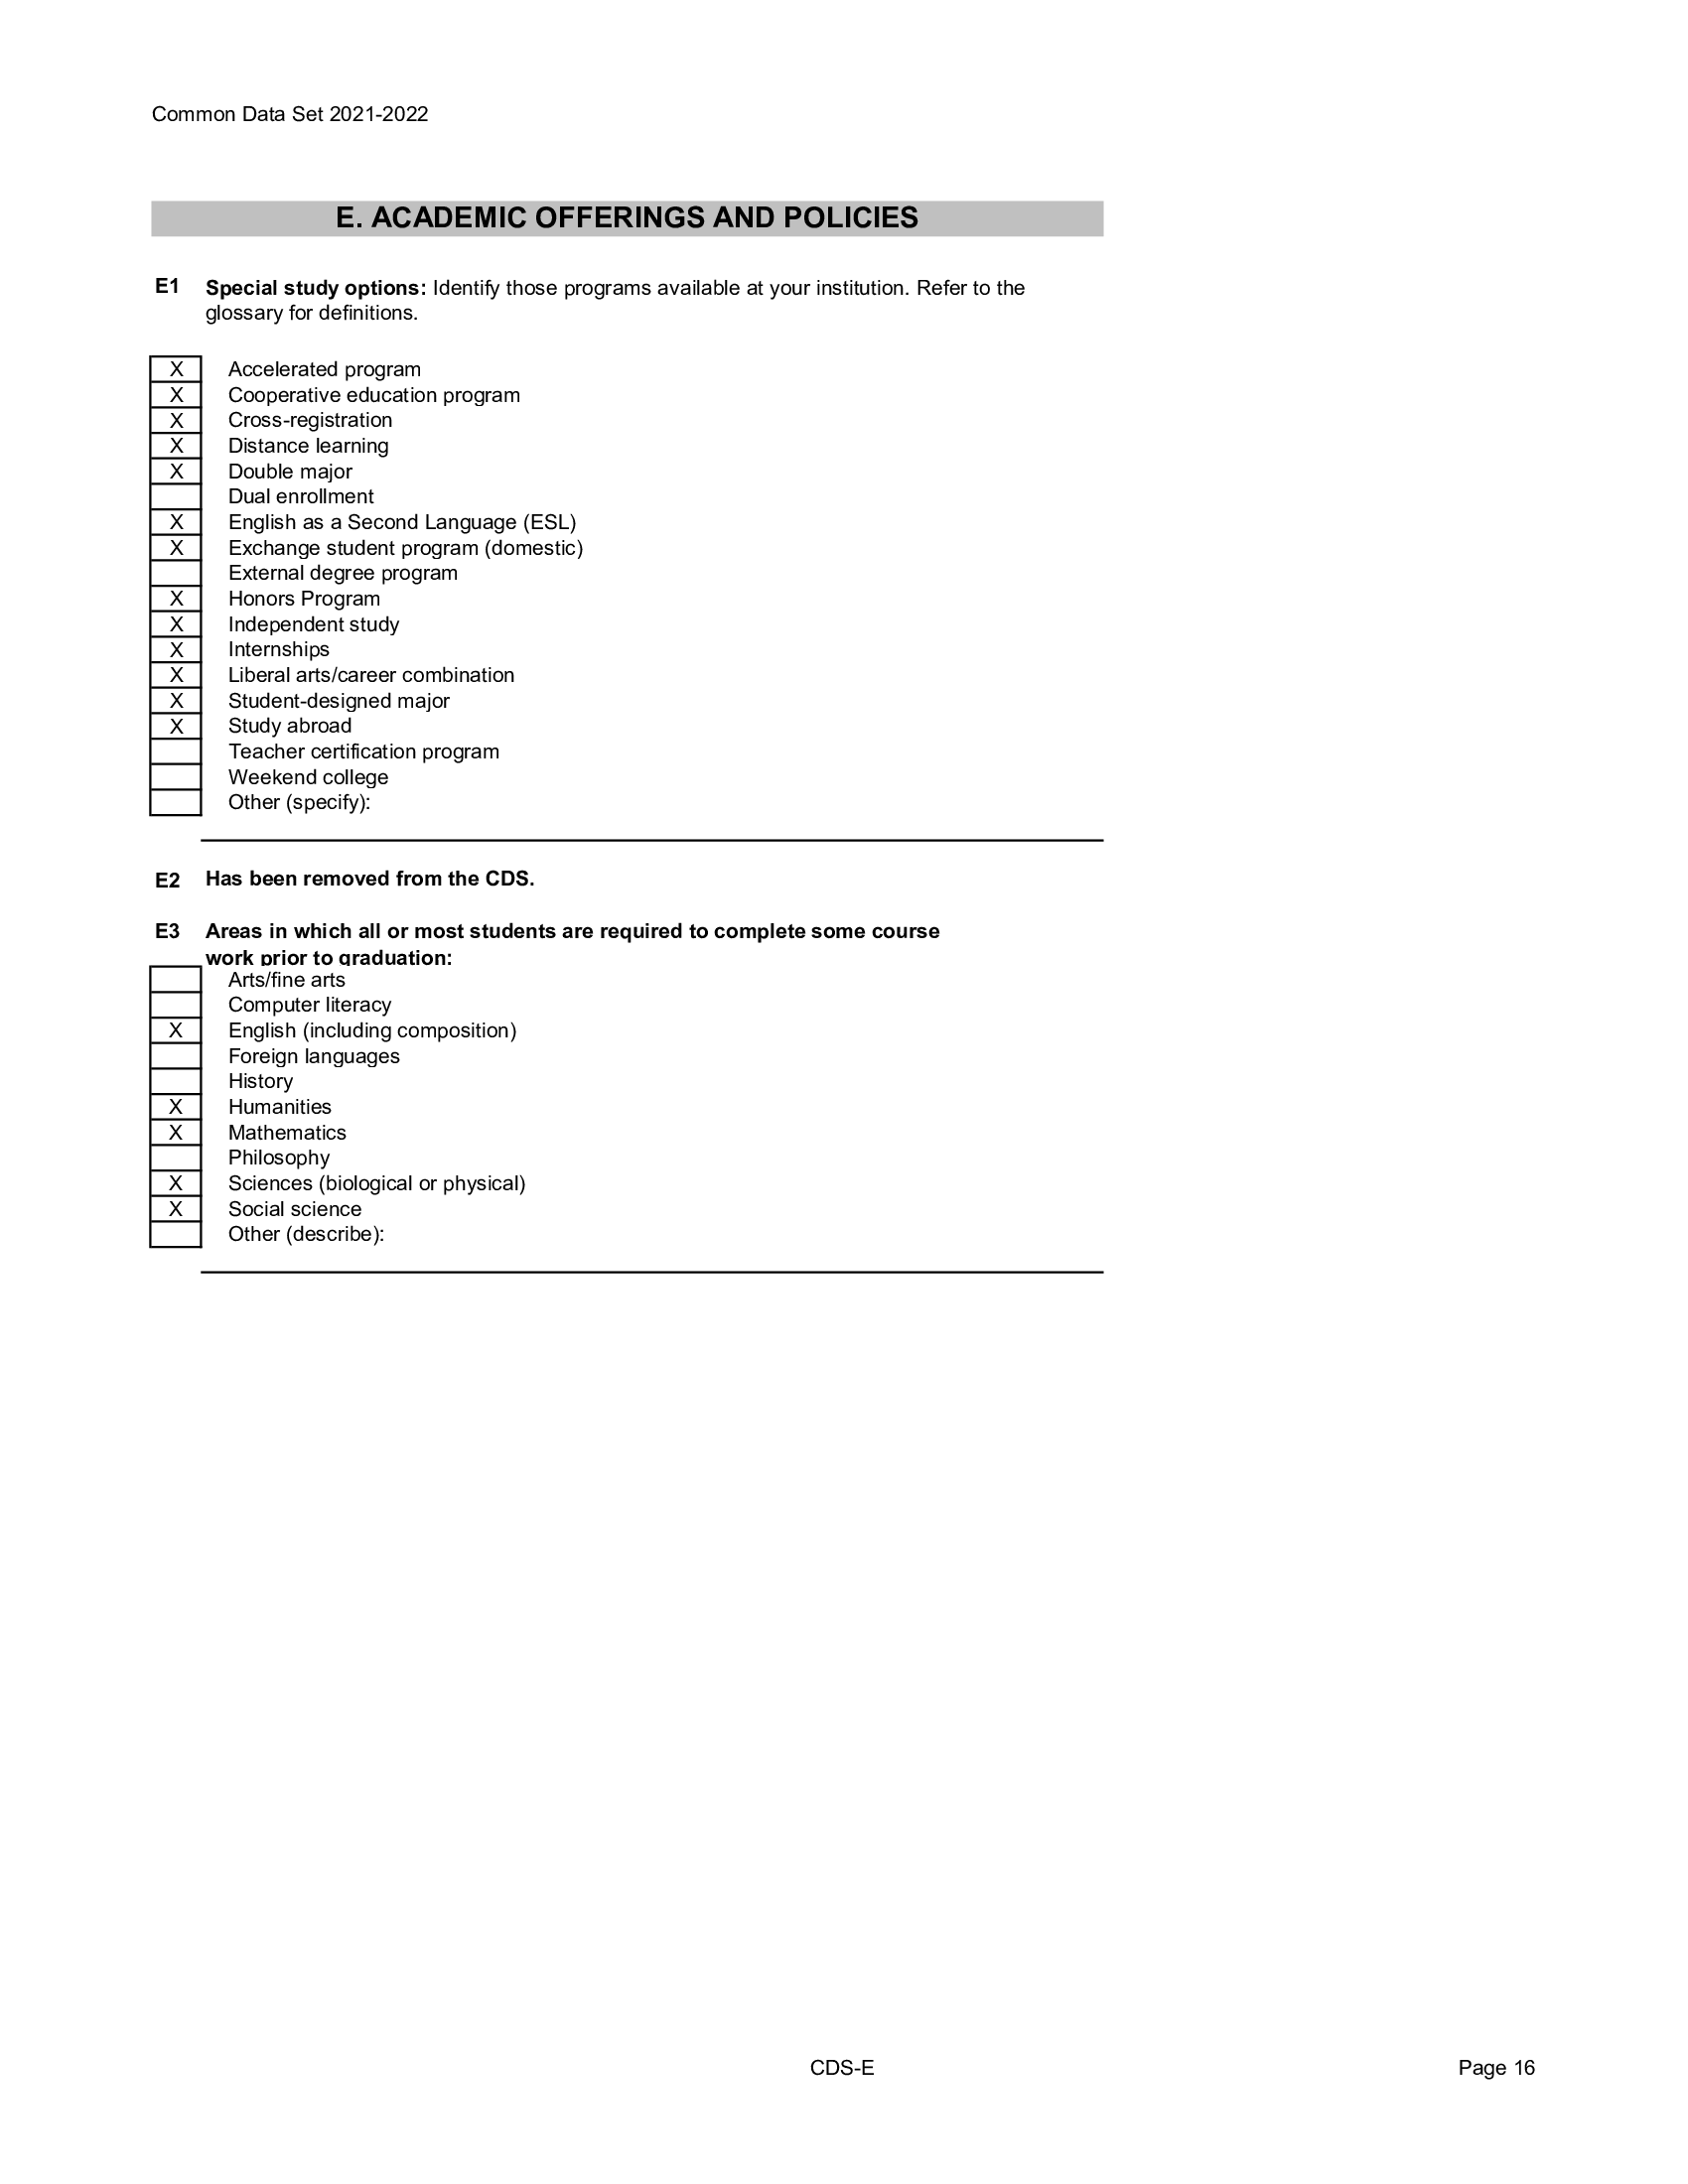 Common Data Set 2021-2022
E. ACADEMIC OFFERINGS AND POLICIES
E1 Special study options: Identify those programs available at your institution. Refer to the
glossary for definitions.
X Accelerated program
X Cooperative education program
X Cross-registration
X Distance learning
X Double major
Dual enrollment
X English as a Second Language (ESL)
X Exchange student program (domestic)
External degree program
X Honors Program
X Independent study
X Internships
X Liberal arts/career combination
X Student-designed major
X Study abroad
Teacher certification program
Weekend college
Other (specify):
E2 Has been removed from the CDS.
E3 Areas in which all or most students are required to complete some course
work prior to graduation:
Arts/fine arts
Computer literacy
X English (including composition)
Foreign languages
History
X Humanities
X Mathematics
Philosophy
X Sciences (biological or physical)
X Social science
Other (describe):
CDS-E Page 16